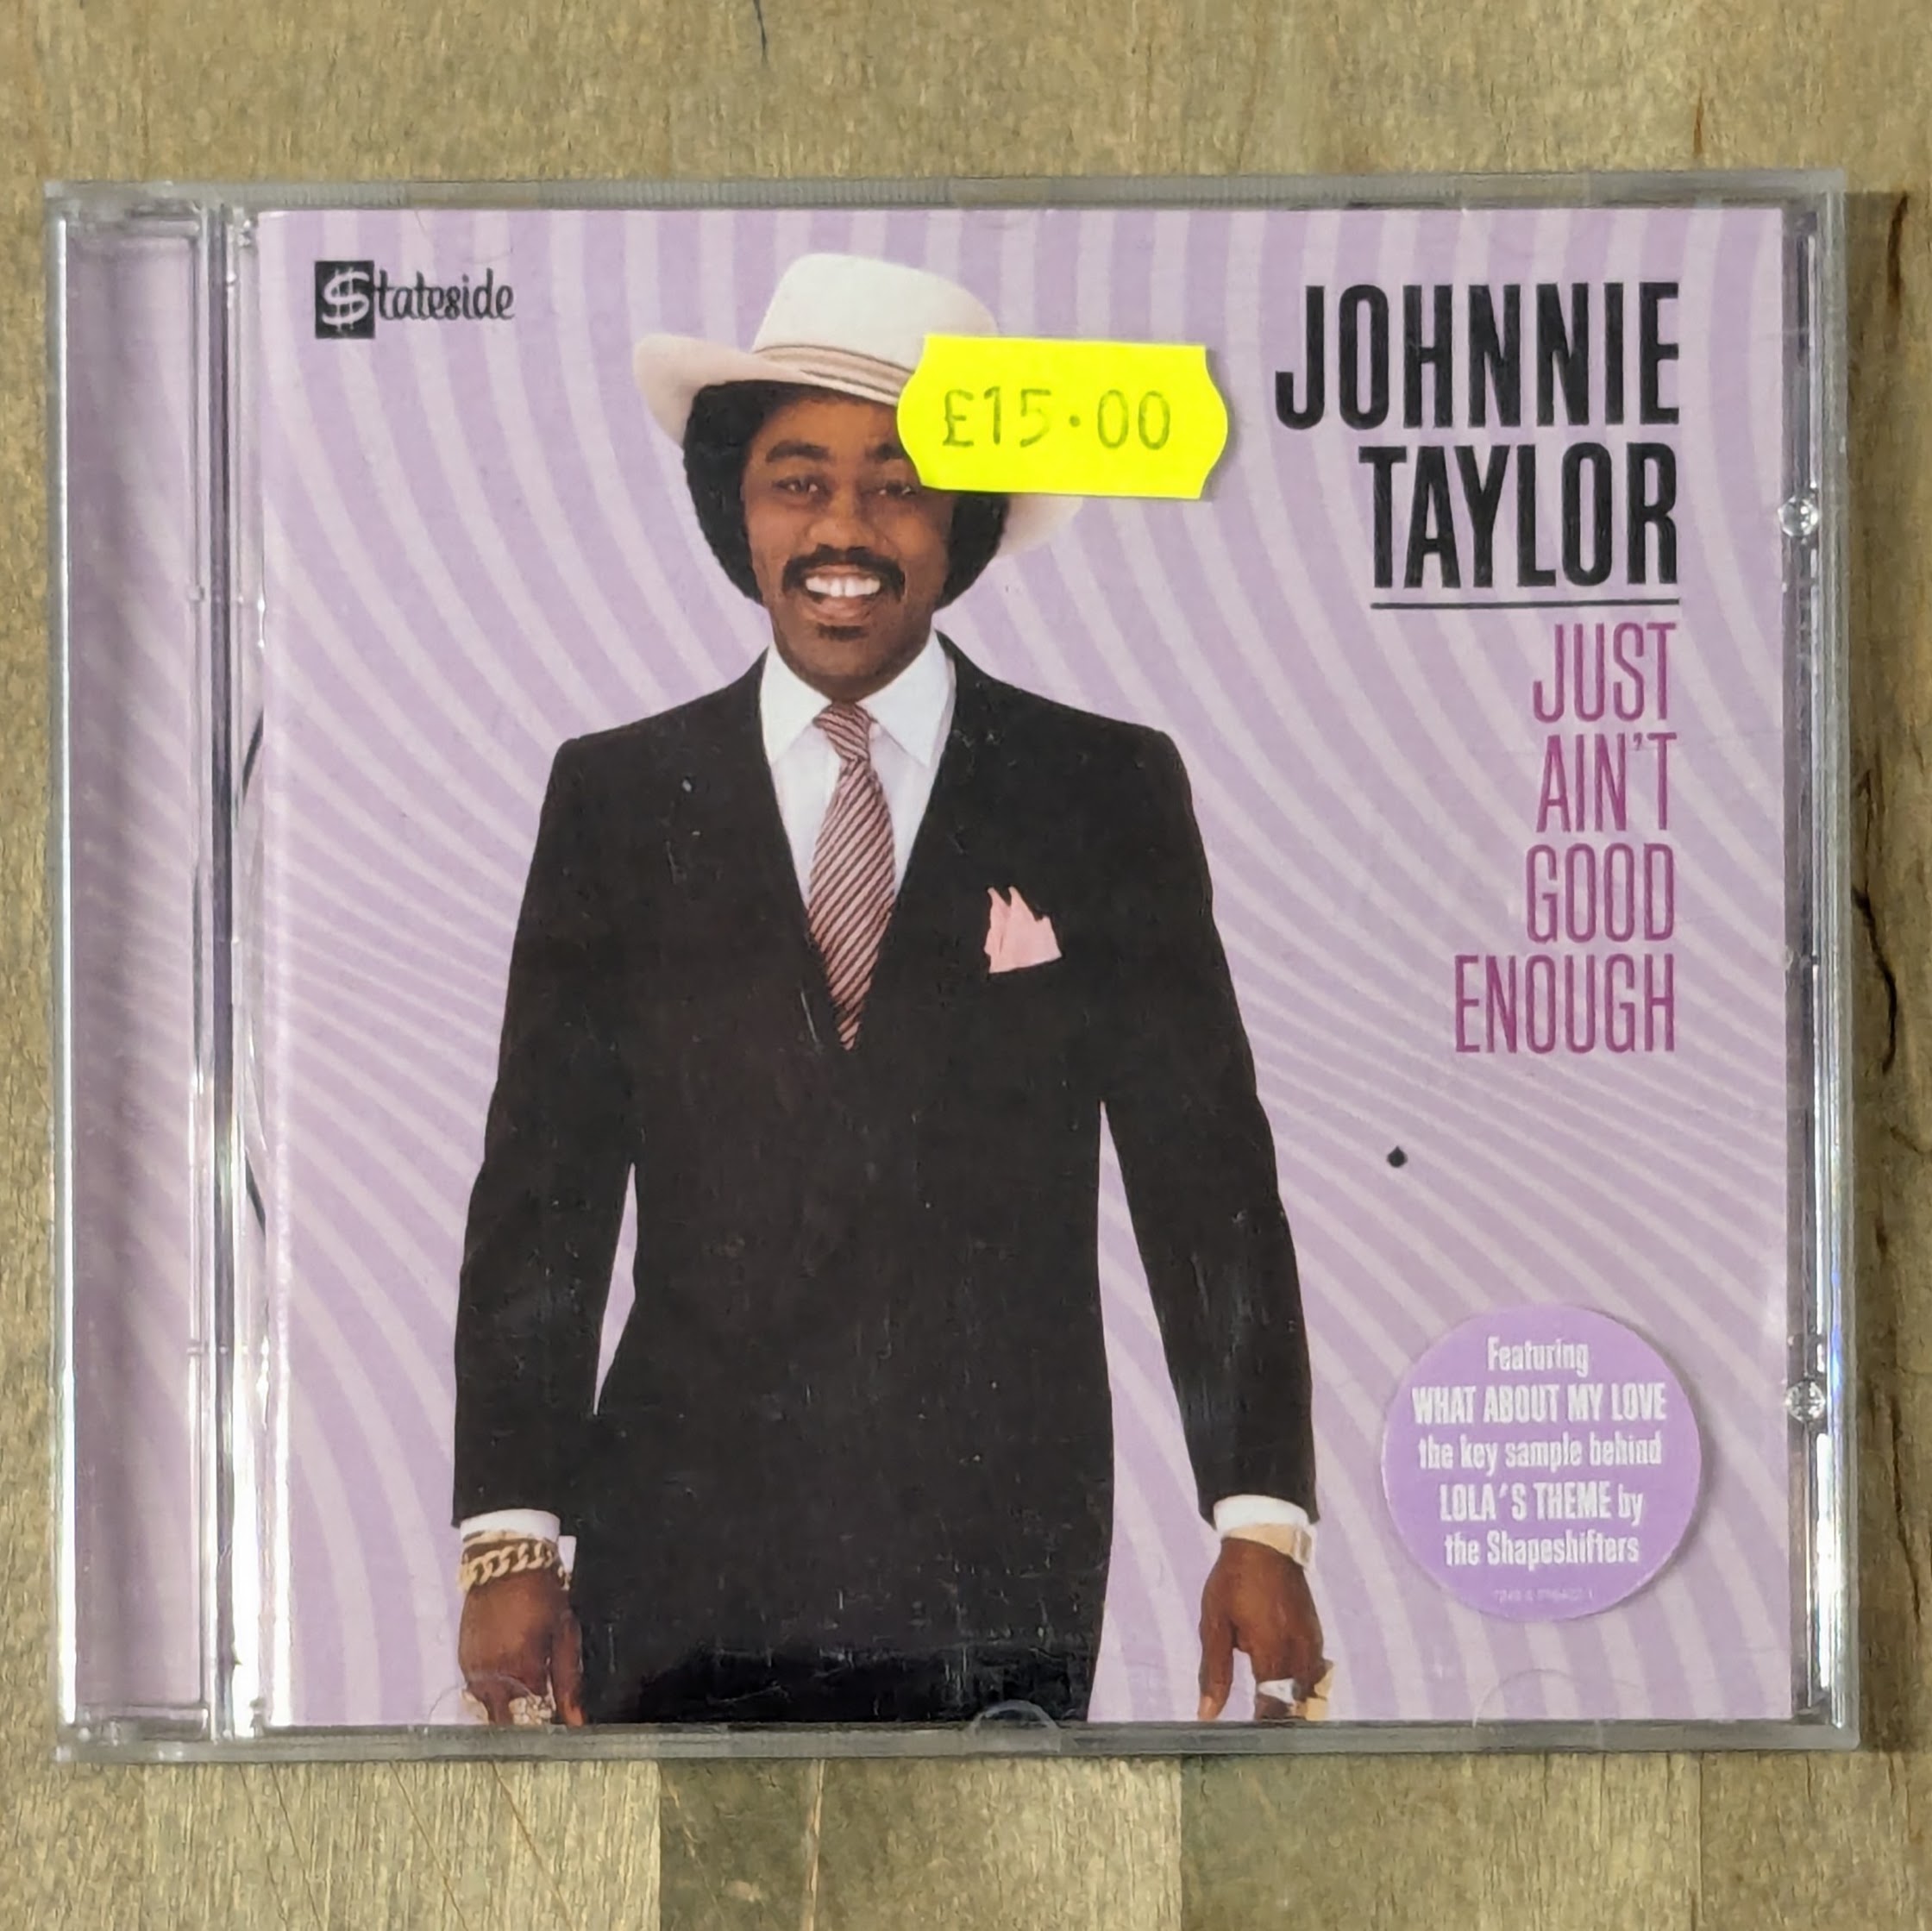 Stateside
£15.00
JOHNNIE
TAYLOR
JUST
AIN'T
GOOD
ENOUGH
Featuring
WHAT ABOUT MY LOVE
the key sample behind
LOLA'S THEME by
the Shapeshifters